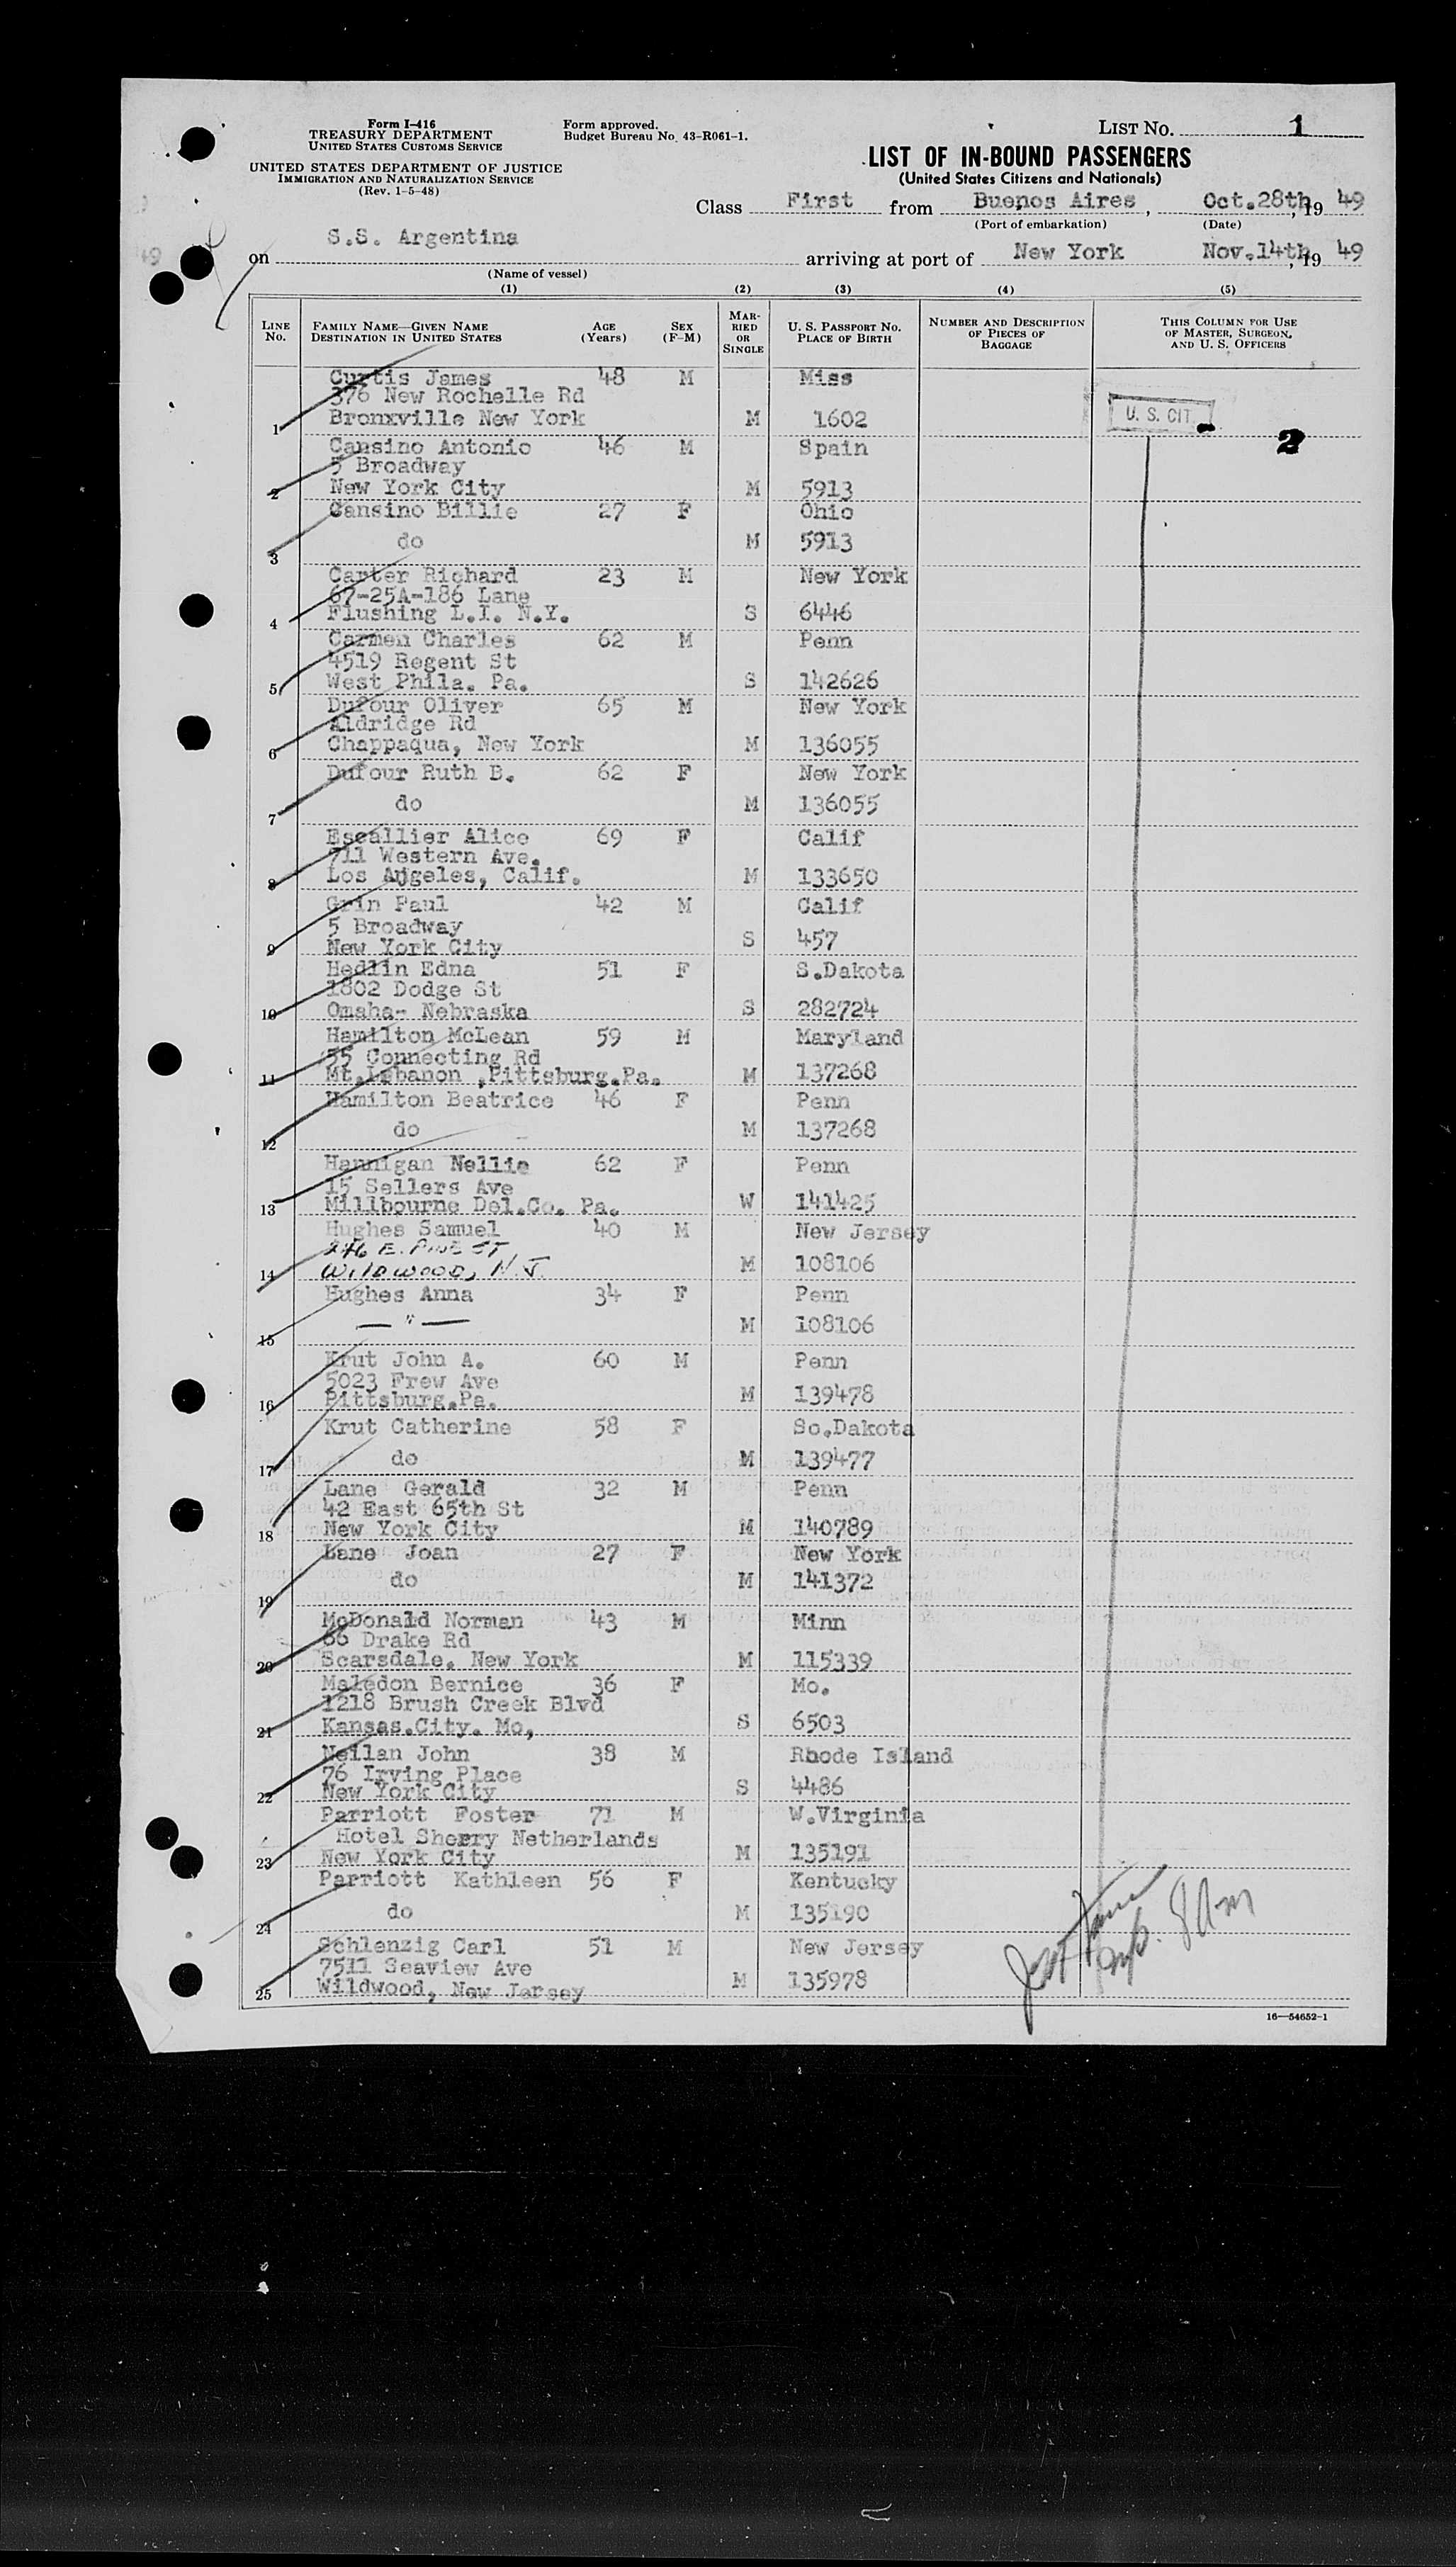 Form I-416
TREASURY DEPARTMENT
UNITED STATES CUSTOMS SERVICE
UNITED STATES DEPARTMENT OF JUSTICE
IMMIGRATION AND NATURALIZATION SERVICE
(Rev. 1-5-48)
Form approved.
Budget Bureau No. 43-R061-1.
LIST No. 1
LIST OF IN-BOUND PASSENGERS
(United States Citizens and Nationals)
Class First from Buenos Aires, Oct.28th, 19 49
(Port of embarkation) (Date)
on S.S. Argentina arriving at port of New York Nov.14th, 19 49
(Name of vessel)
(1) (2) (3) (4) (5)
LINE No. FAMILY NAME—GIVEN NAME DESTINATION IN UNITED STATES AGE (Years) SEX (F-M) MARRIED OR SINGLE U. S. PASSPORT No. PLACE OF BIRTH NUMBER AND DESCRIPTION OF PIECES OF BAGGAGE THIS COLUMN FOR USE OF MASTER, SURGEON, AND U. S. OFFICERS
Curtis James 48 M Miss
376 New Rochelle Rd
1 Bronxville New York M 1602 U. S. CIT.
2
Cansino Antonio 46 M Spain
5 Broadway
2 New York City M 5913
Cansino Billie 27 F Ohio
3 do M 5913
Carter Richard 23 M New York
67-25A-186 Lane
4 Flushing L.I. N.Y. S 6446
Carmen Charles 62 M Penn
4519 Regent St
5 West Phila. Pa. S 142626
Dufour Oliver 65 M New York
Aldridge Rd
6 Chappaqua, New York M 136055
Dufour Ruth B. 62 F New York
7 do M 136055
Escallier Alice 69 F Calif
711 Western Ave.
8 Los Angeles, Calif. M 133650
Grin Paul 42 M Calif
5 Broadway
9 New York City S 457
Hedlin Edna 51 F S.Dakota
1802 Dodge St
10 Omaha- Nebraska S 282724
Hamilton McLean 59 M Maryland
55 Connecting Rd
11 Mt.Lebanon ,Pittsburg.Pa. M 137268
Hamilton Beatrice 46 F Penn
12 do M 137268
Hannigan Nellie 62 F Penn
15 Sellers Ave
13 Millbourne Del.Co. Pa. W 141425
Hughes Samuel 40 M New Jersey
246 E. PINE ST
14 WILDWOOD, N.J. M 108106
Hughes Anna 34 F Penn
15 — " — M 108106
Krut John A. 60 M Penn
5023 Frew Ave
16 Pittsburg.Pa. M 139478
Krut Catherine 58 F So.Dakota
17 do M 139477
Lane Gerald 32 M Penn
42 East 65th St
18 New York City M 140789
Lane Joan 27 F New York
19 do M 141372
McDonald Norman 43 M Minn
66 Drake Rd
20 Scarsdale, New York M 115339
Maledon Bernice 36 F Mo.
1218 Brush Creek Blvd
21 Kansas.City. Mo, S 6503
Neilan John 38 M Rhode Island
76 Irving Place
22 New York City S 4486
Parriott Foster 71 M W.Virginia
Hotel Sherry Netherlands
23 New York City M 135191
Parriott Kathleen 56 F Kentucky
24 do M 135190
Schlenzig Carl 51 M New Jersey
7511 Seaview Ave
25 Wildwood, New Jersey M 135978
16—54652-1